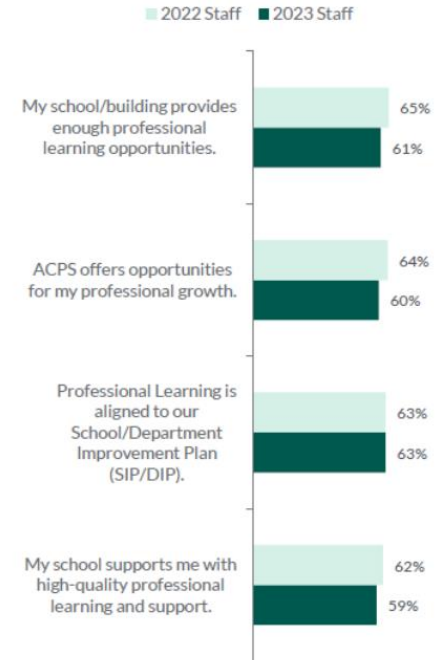 2022 Staff 2023 Staff
My school/building provides
enough professional
learning opportunities.
65%
61%
ACPS offers opportunities
for my professional growth.
64%
60%
Professional Learning is
aligned to our
School/Department
Improvement Plan
(SIP/DIP).
63%
63%
My school supports me with
high-quality professional
learning and support.
62%
59%